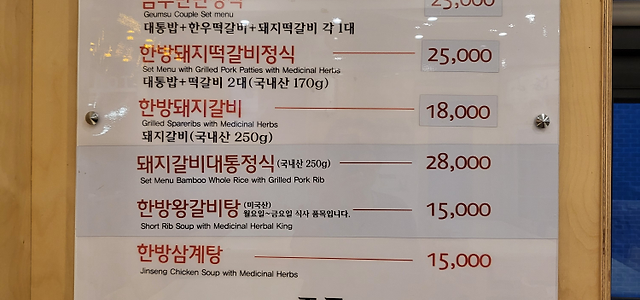 25,000
Geumsu Couple Set menu
대통밥+한우떡갈비+돼지떡갈비 각 1대
한방돼지떡갈비정식 25,000
Set Menu with Grilled Pork Patties with Medicinal Herbs
대통밥+떡갈비 2대(국내산 170g)
한방돼지갈비 18,000
Grilled Spareribs with Medicinal Herbs
돼지갈비(국내산 250g)
돼지갈비대통정식(국내산 250g) 28,000
Set Menu Bamboo Whole Rice with Grilled Pork Rib
한방왕갈비탕 (미국산) 15,000
월요일~금요일 식사 품목입니다.
Short Rib Soup with Medicinal Herbal King
한방삼계탕 15,000
Jinseng Chicken Soup with Medicinal Herbs